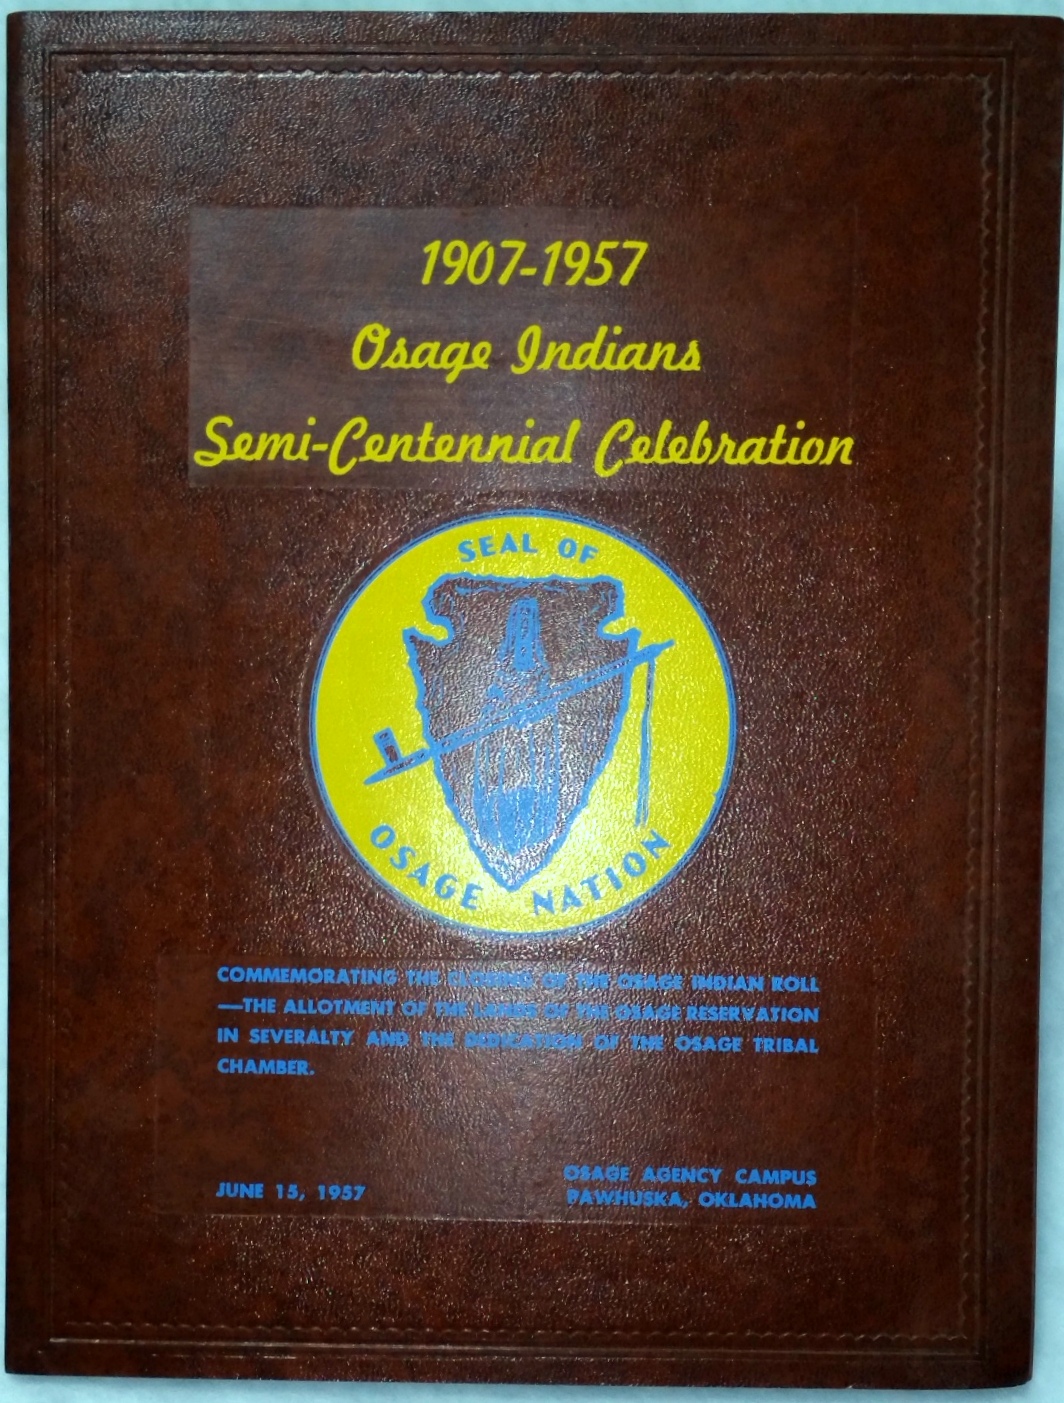 1907-1957
Osage Indians
Semi-Centennial Celebration
SEAL OF
OSAGE NATION
COMMEMORATING THE CLOSING OF THE OSAGE INDIAN ROLL
—THE ALLOTMENT OF THE LANDS OF THE OSAGE RESERVATION
IN SEVERALTY AND THE DEDICATION OF THE OSAGE TRIBAL
CHAMBER.
JUNE 15, 1957
OSAGE AGENCY CAMPUS
PAWHUSKA, OKLAHOMA